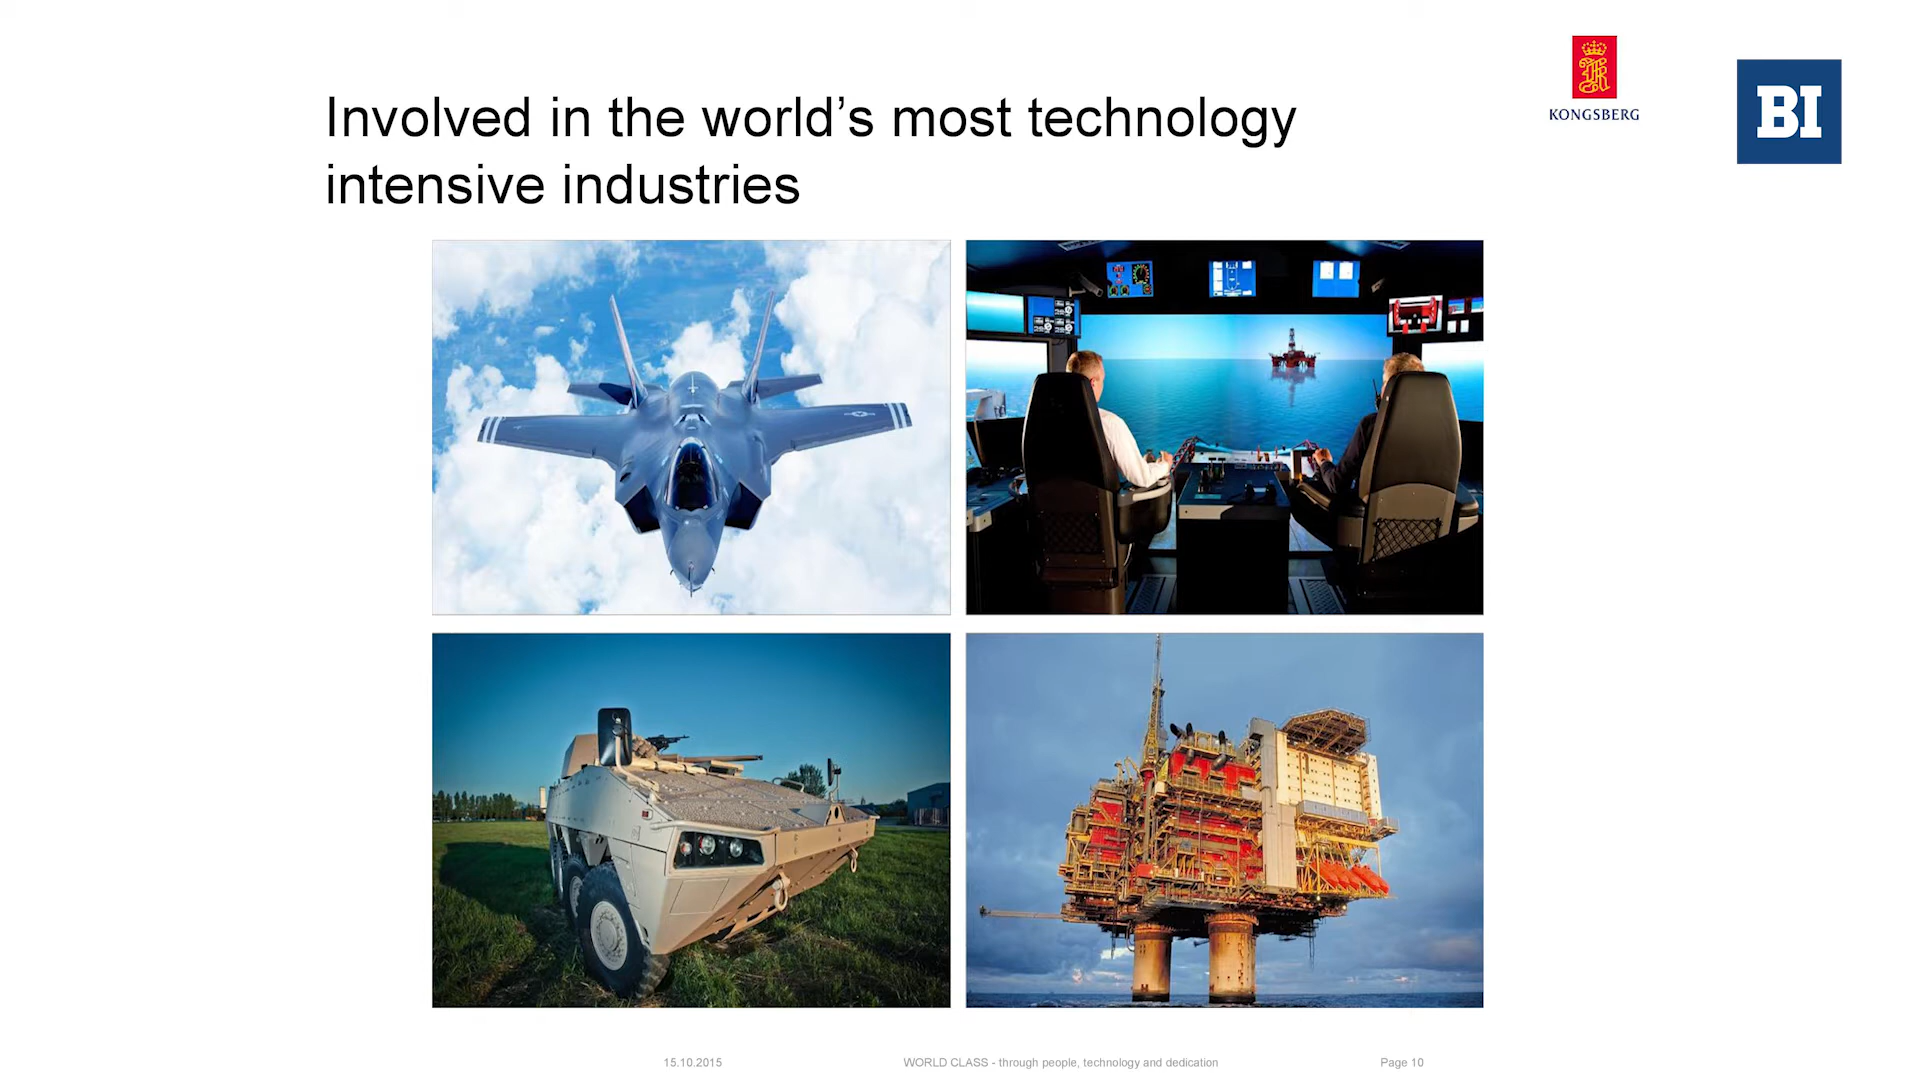 Involved in the world’s most technology
intensive industries
KONGSBERG
BI
15.10.2015
WORLD CLASS - through people, technology and dedication
Page 10